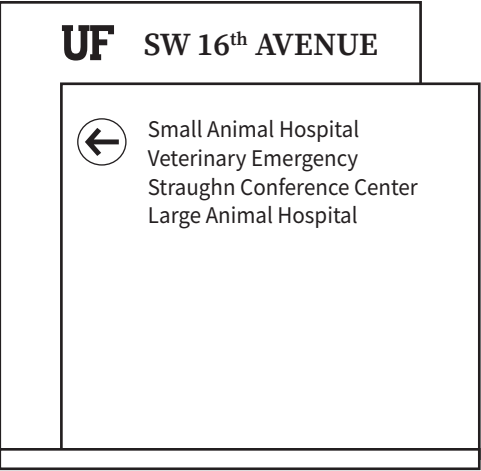 UF SW 16th AVENUE
Small Animal Hospital
Veterinary Emergency
Straughn Conference Center
Large Animal Hospital